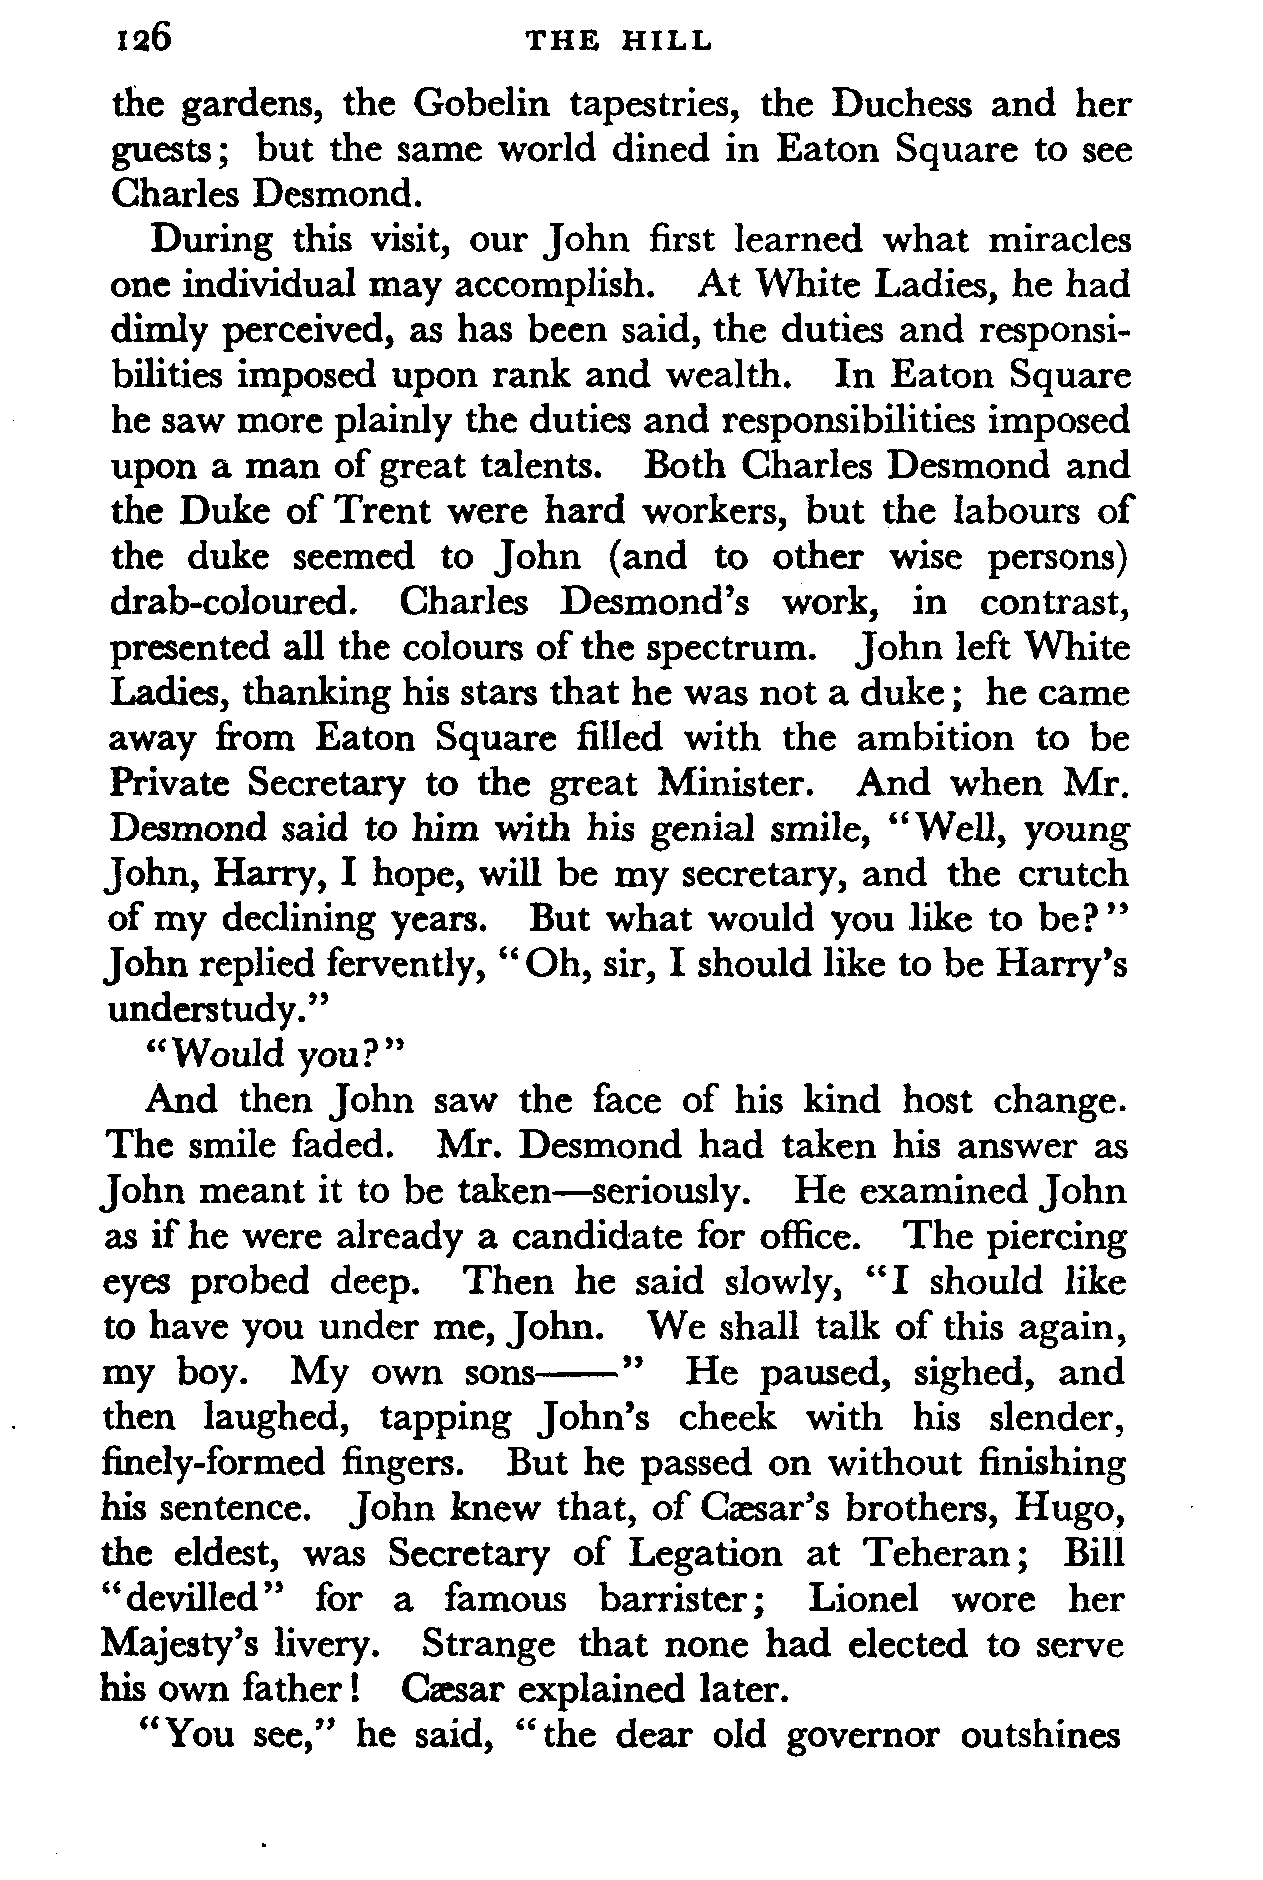 126 THE HILL
the gardens, the Gobelin tapestries, the Duchess and her
guests; but the same world dined in Eaton Square to see
Charles Desmond.
During this visit, our John first learned what miracles
one individual may accomplish. At White Ladies, he had
dimly perceived, as has been said, the duties and responsi-
bilities imposed upon rank and wealth. In Eaton Square
he saw more plainly the duties and responsibilities imposed
upon a man of great talents. Both Charles Desmond and
the Duke of Trent were hard workers, but the labours of
the duke seemed to John (and to other wise persons)
drab-coloured. Charles Desmond's work, in contrast,
presented all the colours of the spectrum. John left White
Ladies, thanking his stars that he was not a duke; he came
away from Eaton Square filled with the ambition to be
Private Secretary to the great Minister. And when Mr.
Desmond said to him with his genial smile, "Well, young
John, Harry, I hope, will be my secretary, and the crutch
of my declining years. But what would you like to be?"
John replied fervently, "Oh, sir, I should like to be Harry's
understudy."
"Would you?"
And then John saw the face of his kind host change.
The smile faded. Mr. Desmond had taken his answer as
John meant it to be taken—seriously. He examined John
as if he were already a candidate for office. The piercing
eyes probed deep. Then he said slowly, "I should like
to have you under me, John. We shall talk of this again,
my boy. My own sons——" He paused, sighed, and
then laughed, tapping John's cheek with his slender,
finely-formed fingers. But he passed on without finishing
his sentence. John knew that, of Cæsar's brothers, Hugo,
the eldest, was Secretary of Legation at Teheran; Bill
"devilled" for a famous barrister; Lionel wore her
Majesty's livery. Strange that none had elected to serve
his own father! Cæsar explained later.
"You see," he said, "the dear old governor outshines